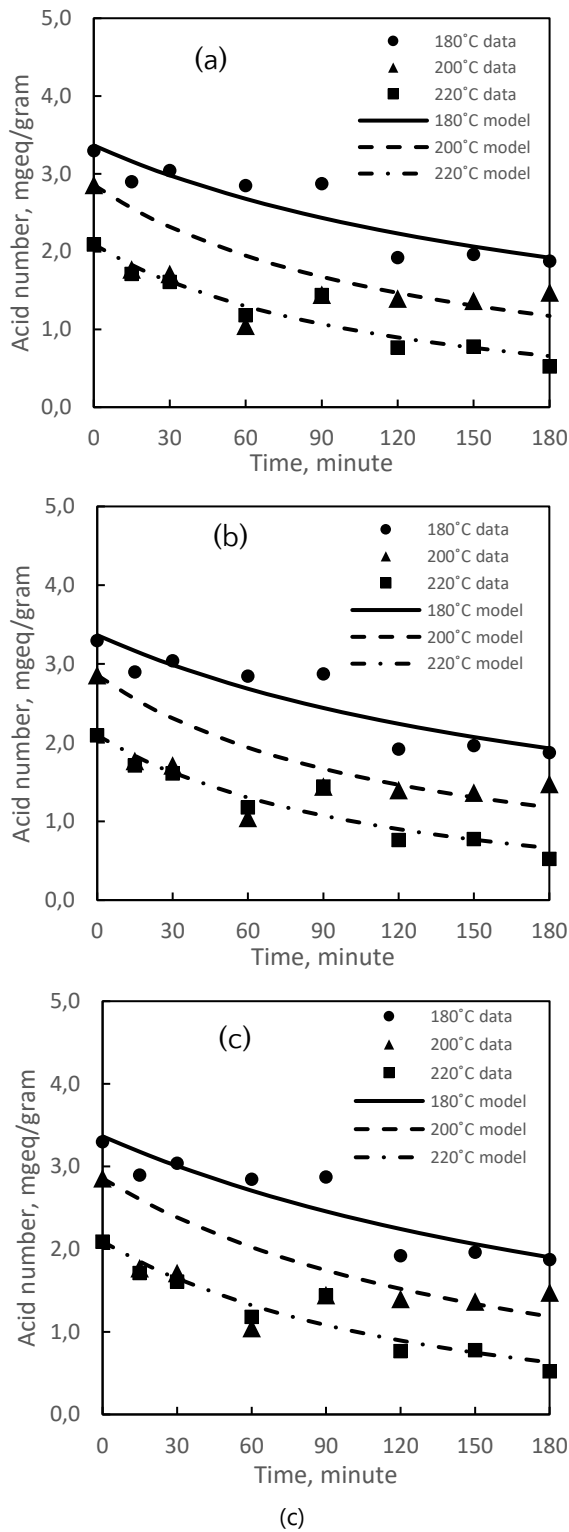 5,0
(a)
180˚C data
200˚C data
220˚C data
180˚C model
200˚C model
220˚C model
4,0
3,0
2,0
1,0
0,0
Acid number, mgeq/gram
0 30 60 90 120 150 180
Time, minute
5,0
(b)
180˚C data
200˚C data
220˚C data
180˚C model
200˚C model
220˚C model
4,0
3,0
2,0
1,0
0,0
Acid number, mgeq/gram
0 30 60 90 120 150 180
Time, minute
5,0
(c)
180˚C data
200˚C data
220˚C data
180˚C model
200˚C model
220˚C model
4,0
3,0
2,0
1,0
0,0
Acid number, mgeq/gram
0 30 60 90 120 150 180
Time, minute
(c)